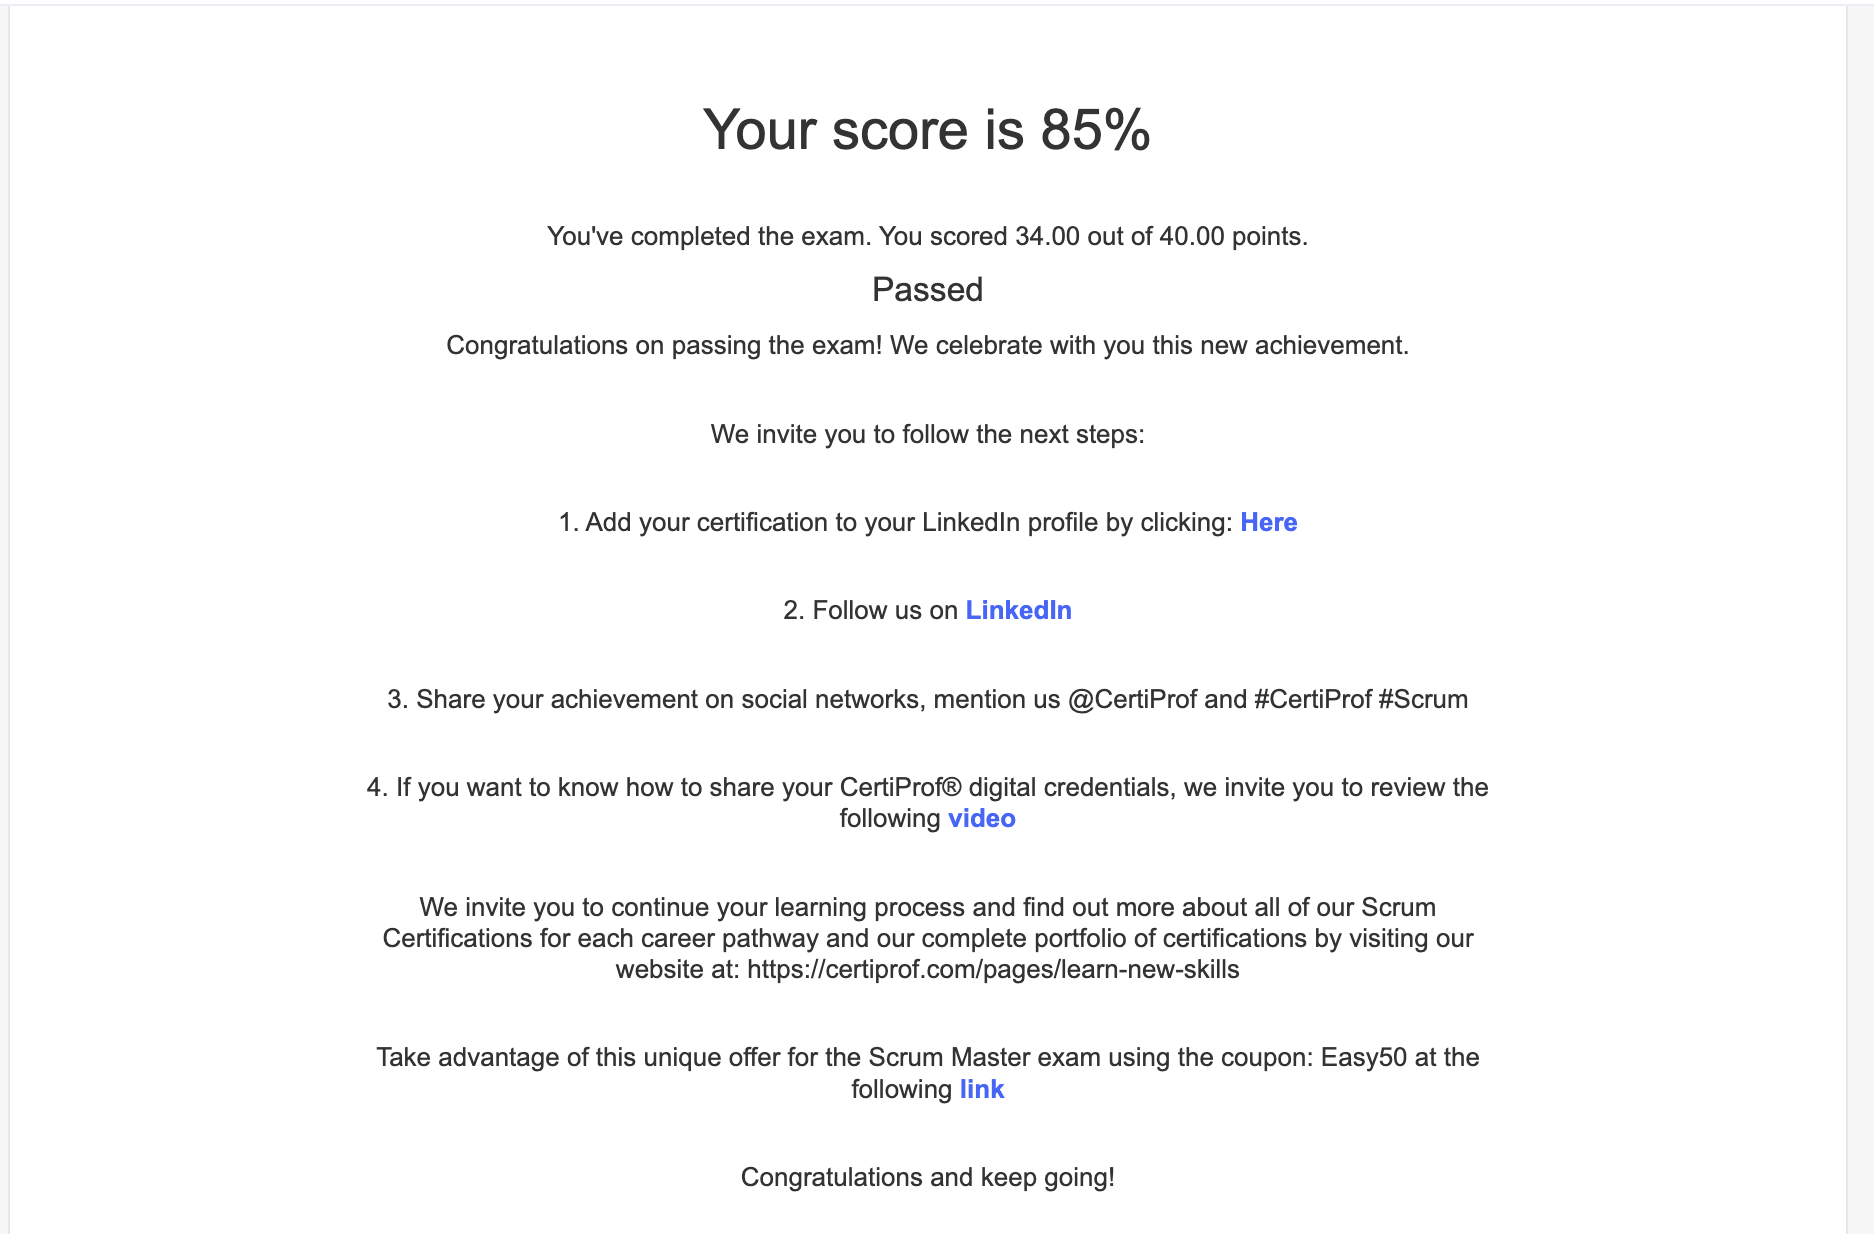 Your score is 85%
You've completed the exam. You scored 34.00 out of 40.00 points.
Passed
Congratulations on passing the exam! We celebrate with you this new achievement.
We invite you to follow the next steps:
1. Add your certification to your LinkedIn profile by clicking: Here
2. Follow us on LinkedIn
3. Share your achievement on social networks, mention us @CertiProf and #CertiProf #Scrum
4. If you want to know how to share your CertiProf® digital credentials, we invite you to review the
following video
We invite you to continue your learning process and find out more about all of our Scrum
Certifications for each career pathway and our complete portfolio of certifications by visiting our
website at: https://certiprof.com/pages/learn-new-skills
Take advantage of this unique offer for the Scrum Master exam using the coupon: Easy50 at the
following link
Congratulations and keep going!